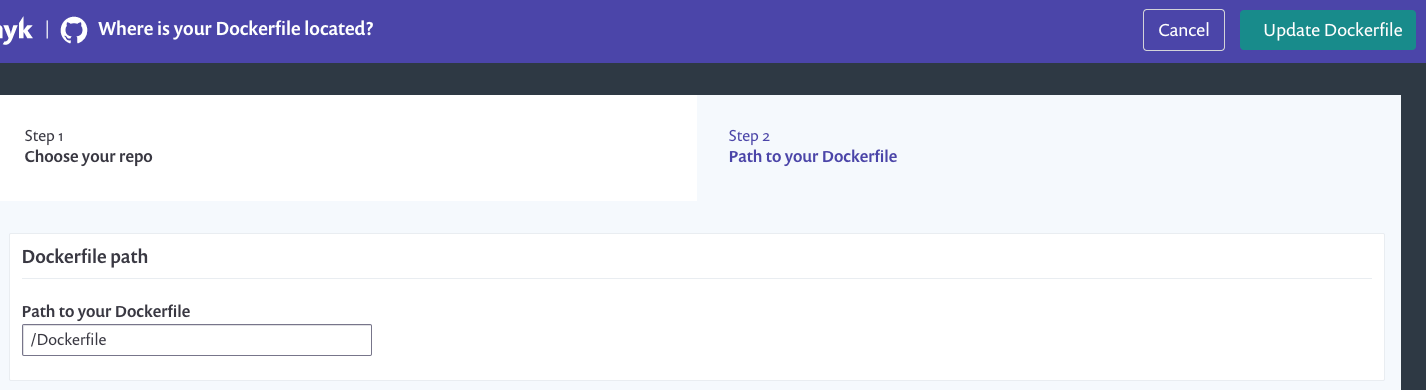 Where is your Dockerfile located?
Cancel
Update Dockerfile
Step 1
Choose your repo
Step 2
Path to your Dockerfile
Dockerfile path
Path to your Dockerfile
/Dockerfile